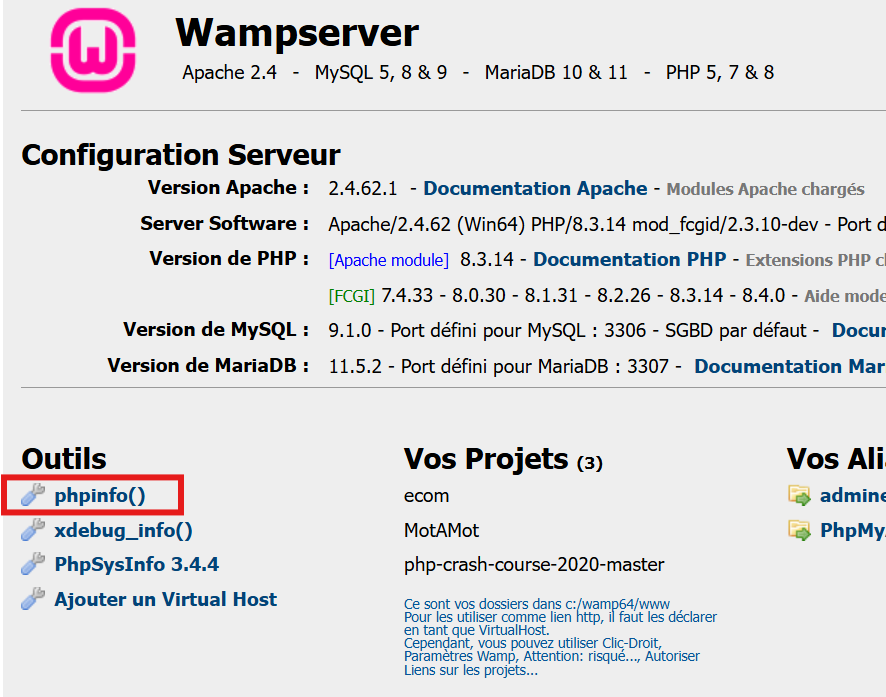 Wampserver
Apache 2.4 - MySQL 5, 8 & 9 - MariaDB 10 & 11 - PHP 5, 7 & 8
Configuration Serveur
Version Apache : 2.4.62.1 - Documentation Apache - Modules Apache chargés
Server Software : Apache/2.4.62 (Win64) PHP/8.3.14 mod_fcgid/2.3.10-dev - Port d
Version de PHP : [Apache module] 8.3.14 - Documentation PHP - Extensions PHP c
[FCGI] 7.4.33 - 8.0.30 - 8.1.31 - 8.2.26 - 8.3.14 - 8.4.0 - Aide mode
Version de MySQL : 9.1.0 - Port défini pour MySQL : 3306 - SGBD par défaut - Docu
Version de MariaDB : 11.5.2 - Port défini pour MariaDB : 3307 - Documentation Mar
Outils
phpinfo()
xdebug_info()
PhpSysInfo 3.4.4
Ajouter un Virtual Host
Vos Projets (3)
ecom
MotAMot
php-crash-course-2020-master
Ce sont vos dossiers dans c:/wamp64/www
Pour les utiliser comme lien http, il faut les déclarer
en tant que VirtualHost.
Cependant, vous pouvez utiliser Clic-Droit,
Paramètres Wamp, Attention: risqué..., Autoriser
Liens sur les projets...
Vos Ali
admine
PhpMy